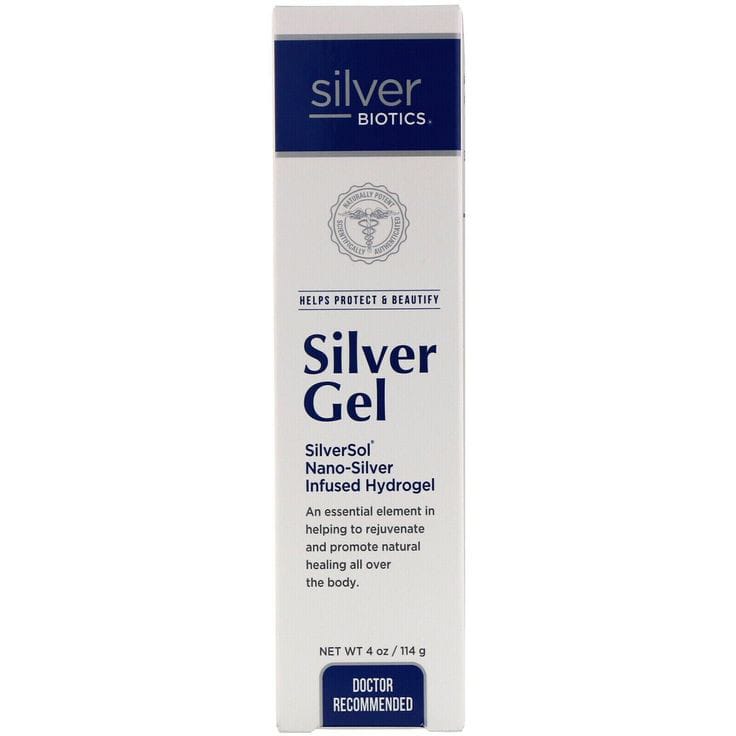 silver
BIOTICS®
NATURALLY POTENT
SCIENTIFICALLY AUTHENTICATED
HELPS PROTECT & BEAUTIFY
Silver
Gel
SilverSol®
Nano-Silver
Infused Hydrogel
An essential element in
helping to rejuvenate
and promote natural
healing all over
the body.
NET WT 4 oz / 114 g
DOCTOR
RECOMMENDED